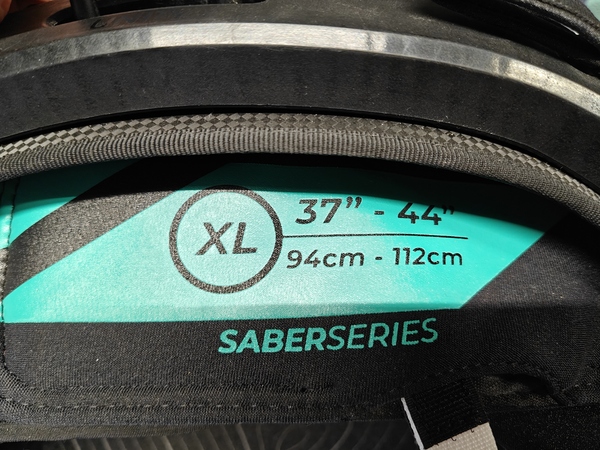 XL
37” - 44”
94cm - 112cm
SABERSERIES